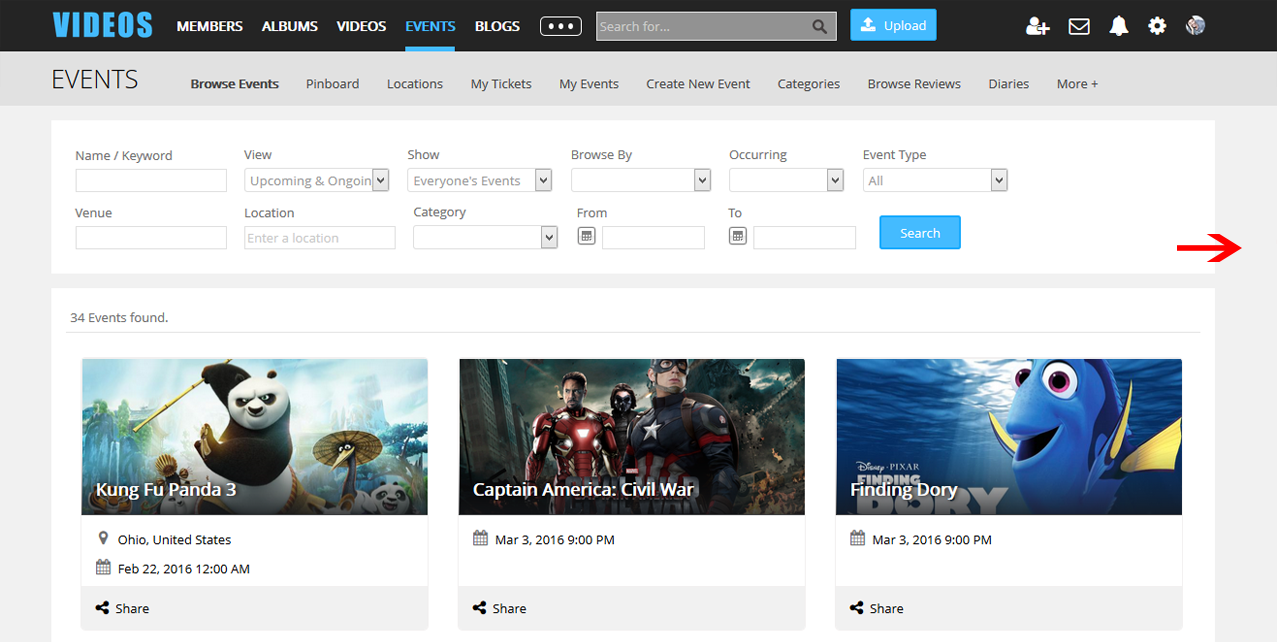 VIDEOS MEMBERS ALBUMS VIDEOS EVENTS BLOGS Search for... Upload
EVENTS Browse Events Pinboard Locations My Tickets My Events Create New Event Categories Browse Reviews Diaries More +
Name / Keyword View Show Browse By Occurring Event Type
Upcoming & Ongoin Everyone's Events All
Venue Location Category From To
Enter a location Search
34 Events found.
MARVEL
CIVIL WAR
Disney • PIXAR
FINDING
DORY
Kung Fu Panda 3 Captain America: Civil War Finding Dory
Ohio, United States Mar 3, 2016 9:00 PM Mar 3, 2016 9:00 PM
Feb 22, 2016 12:00 AM
Share Share Share